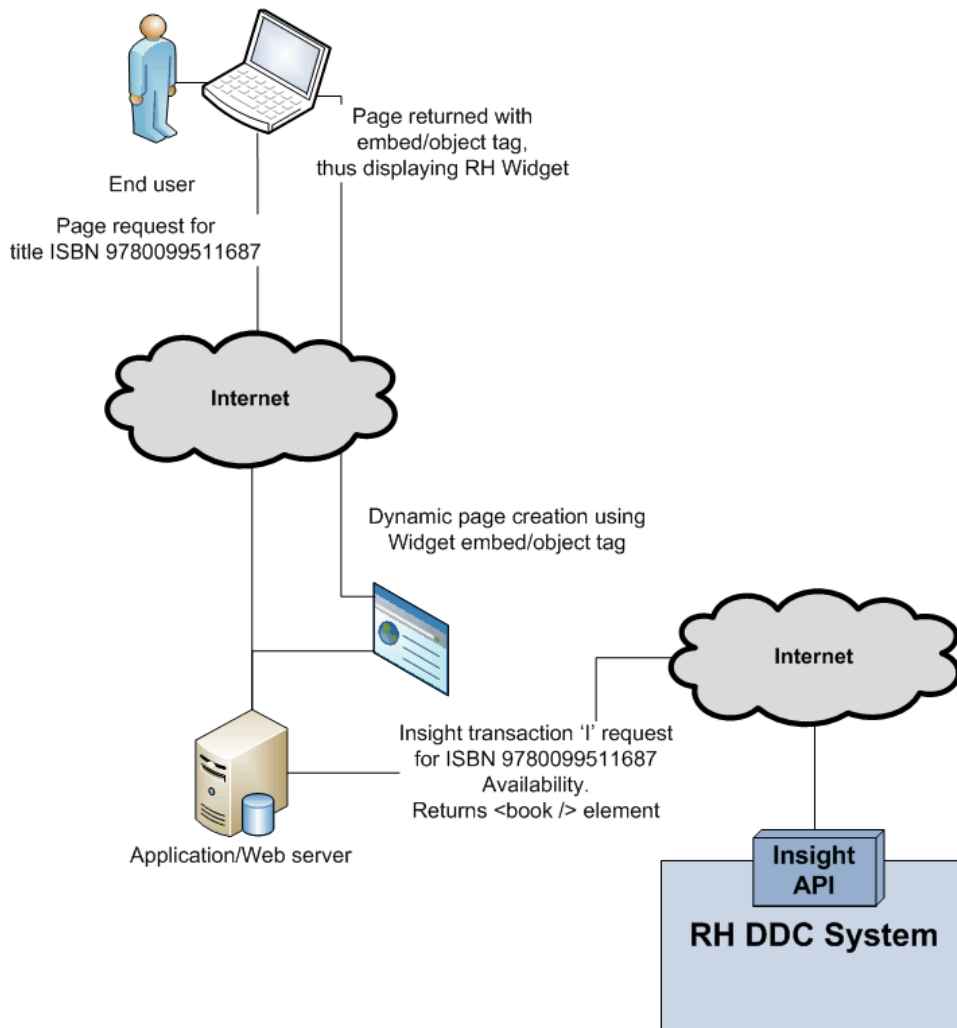 Page returned with
embed/object tag,
thus displaying RH Widget
End user
Page request for
title ISBN 9780099511687
Internet
Dynamic page creation using
Widget embed/object tag
Internet
Insight transaction ‘I’ request
for ISBN 9780099511687
Availability.
Returns <book /> element
Application/Web server
Insight
API
RH DDC System